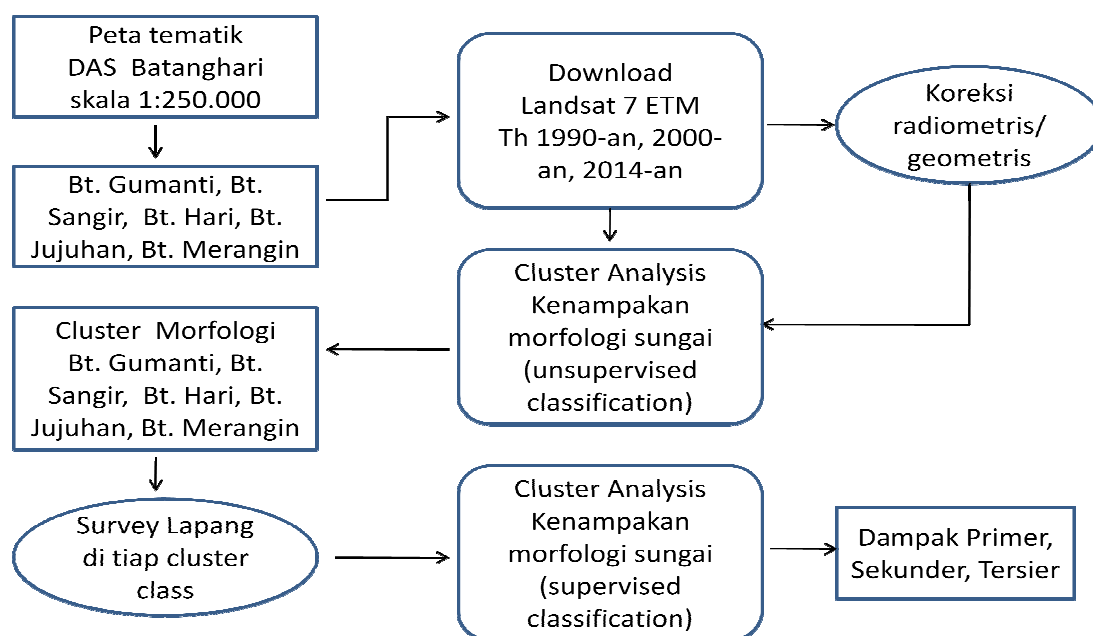 Peta tematik
DAS Batanghari
skala 1:250.000
Bt. Gumanti, Bt.
Sangir, Bt. Hari, Bt.
Jujuhan, Bt. Merangin
Download
Landsat 7 ETM
Th 1990-an, 2000-
an, 2014-an
Koreksi
radiometris/
geometris
Cluster Analysis
Kenampakan
morfologi sungai
(unsupervised
classification)
Cluster Morfologi
Bt. Gumanti, Bt.
Sangir, Bt. Hari, Bt.
Jujuhan, Bt. Merangin
Survey Lapang
di tiap cluster
class
Cluster Analysis
Kenampakan
morfologi sungai
(supervised
classification)
Dampak Primer,
Sekunder, Tersier